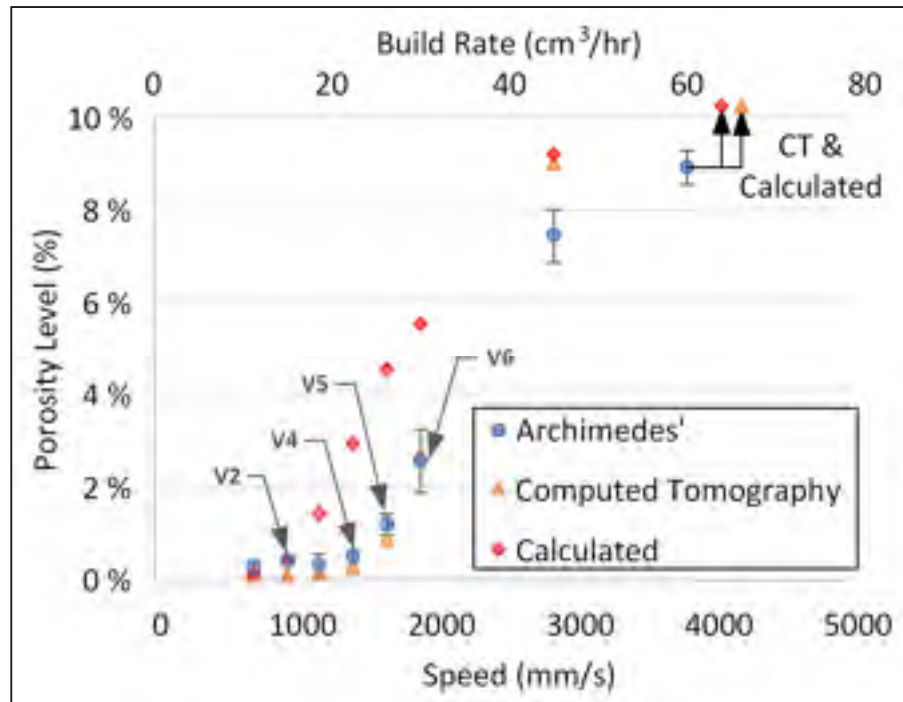 Build Rate (cm³/hr)
0 20 40 60 80
10 %
CT &
Calculated
8 %
Porosity Level (%)
6 %
V6
V5
4 %
V4
Archimedes'
V2
Computed Tomography
2 %
Calculated
0 %
0 1000 2000 3000 4000 5000
Speed (mm/s)